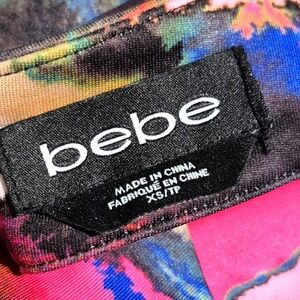 bebe
MADE IN CHINA
FABRIQUÉ EN CHINE
XS/TP